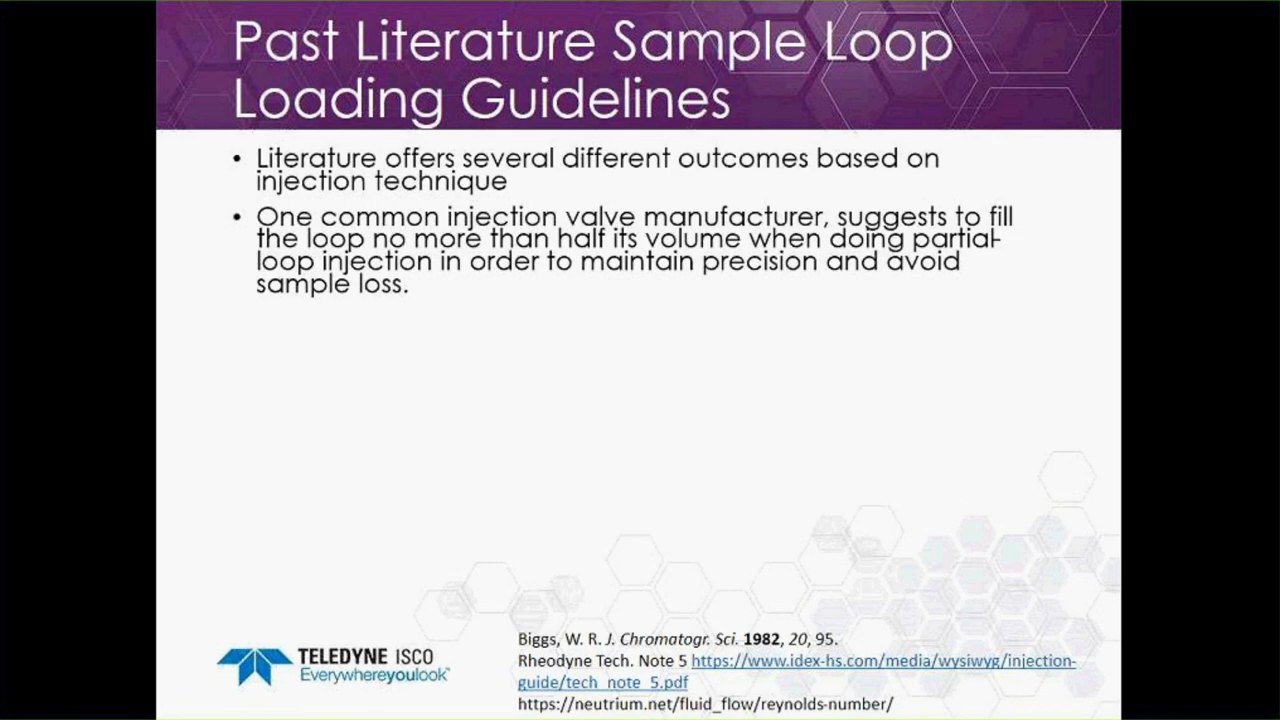 Past Literature Sample Loop
Loading Guidelines
• Literature offers several different outcomes based on
injection technique
• One common injection valve manufacturer, suggests to fill
the loop no more than half its volume when doing partial-
loop injection in order to maintain precision and avoid
sample loss.
Biggs, W. R. J. Chromatogr. Sci. 1982, 20, 95.
Rheodyne Tech. Note 5 https://www.idex-hs.com/media/wysiwyg/injection-
guide/tech_note_5.pdf
https://neutrium.net/fluid_flow/reynolds-number/
TELEDYNE ISCO
Everywhereyoulook